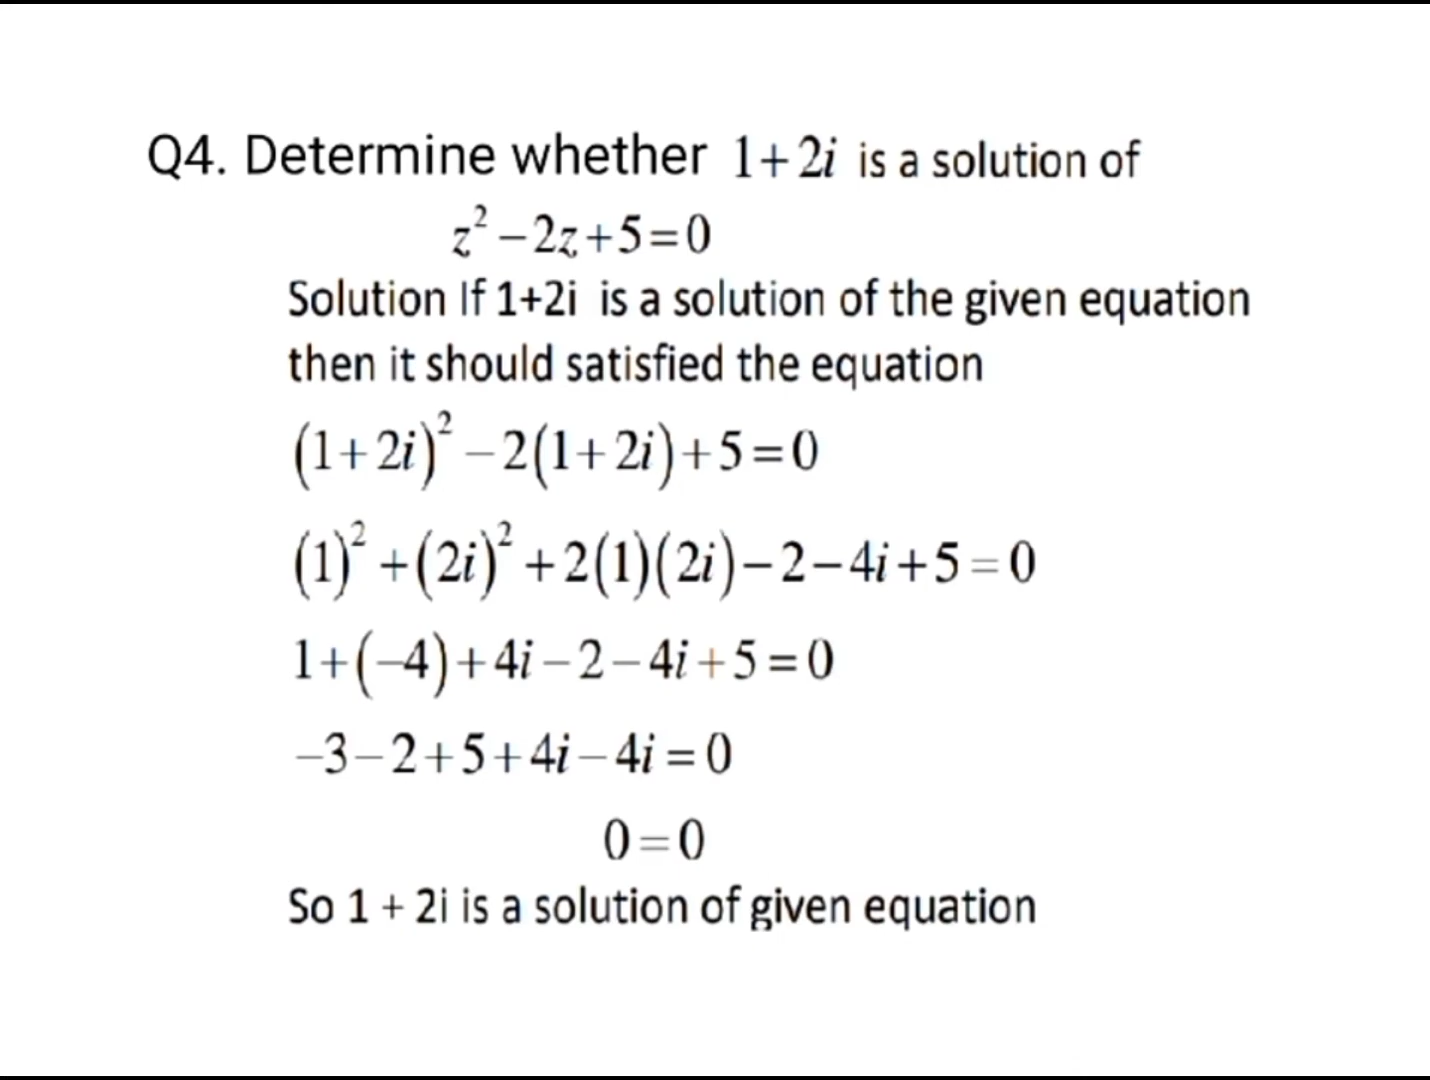 Q4. Determine whether 1+2i is a solution of
z² − 2z + 5 = 0
Solution If 1+2i is a solution of the given equation
then it should satisfied the equation
(1+2i)² − 2(1+2i) + 5 = 0
(1)² + (2i)² + 2(1)(2i) − 2 − 4i + 5 = 0
1 + (−4) + 4i − 2 − 4i + 5 = 0
−3 − 2 + 5 + 4i − 4i = 0
0 = 0
So 1 + 2i is a solution of given equation